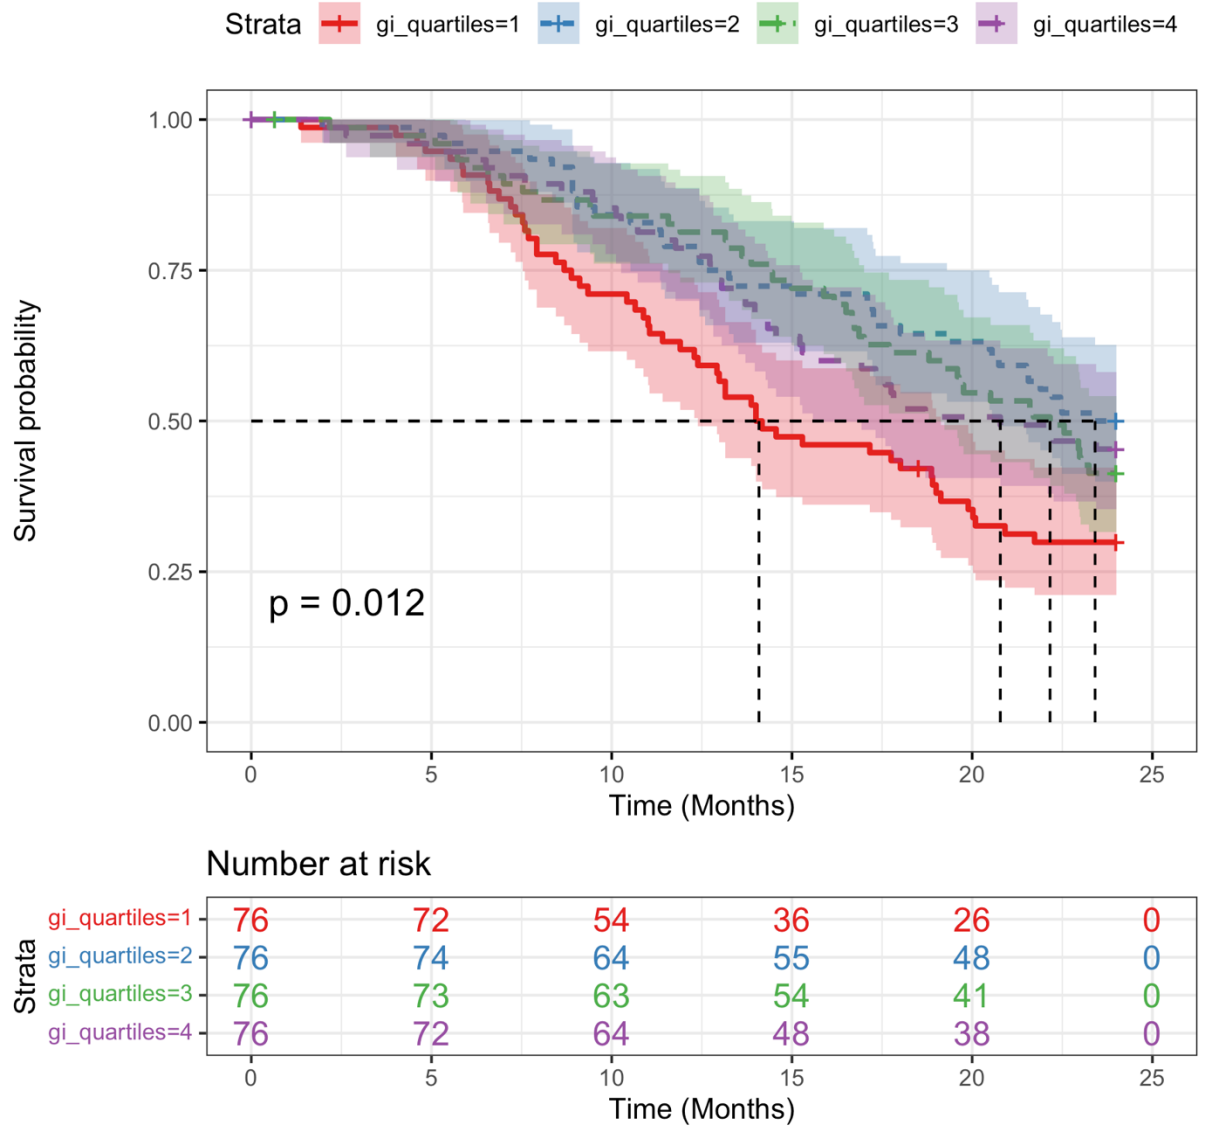 Strata gi_quartiles=1 gi_quartiles=2 gi_quartiles=3 gi_quartiles=4
1.00
0.75
0.50
0.25
0.00
Survival probability
p = 0.012
0 5 10 15 20 25
Time (Months)
Number at risk
Strata
gi_quartiles=1 76 72 54 36 26 0
gi_quartiles=2 76 74 64 55 48 0
gi_quartiles=3 76 73 63 54 41 0
gi_quartiles=4 76 72 64 48 38 0
0 5 10 15 20 25
Time (Months)